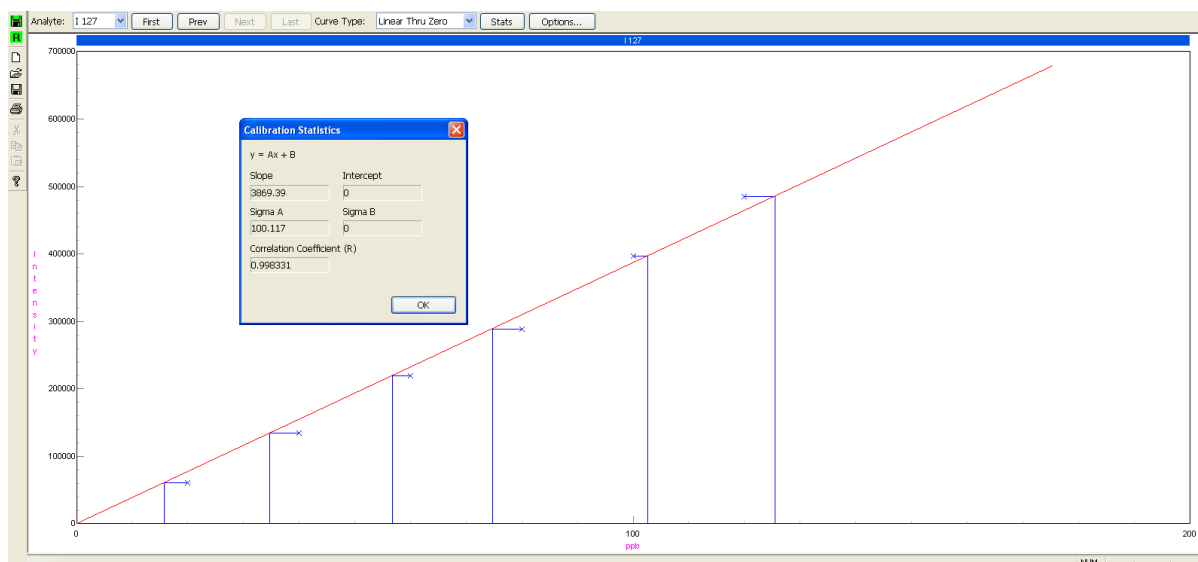 Analyte: I 127 First Prev Next Last Curve Type: Linear Thru Zero Stats Options...
R
I 127
700000
600000
500000
400000
300000
200000
100000
0
Intensity
Calibration Statistics
y = Ax + B
Slope Intercept
3869.39 0
Sigma A Sigma B
100.117 0
Correlation Coefficient (R)
0.998331
OK
0 100 200
ppb
NUM